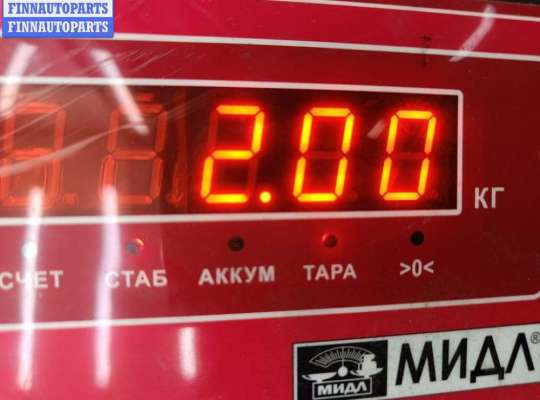 FINNAUTOPARTS
FINNAUTOPARTS
2.00
КГ
СЧЕТ СТАБ АККУМ ТАРА >0<
МИДЛ МИДЛ®